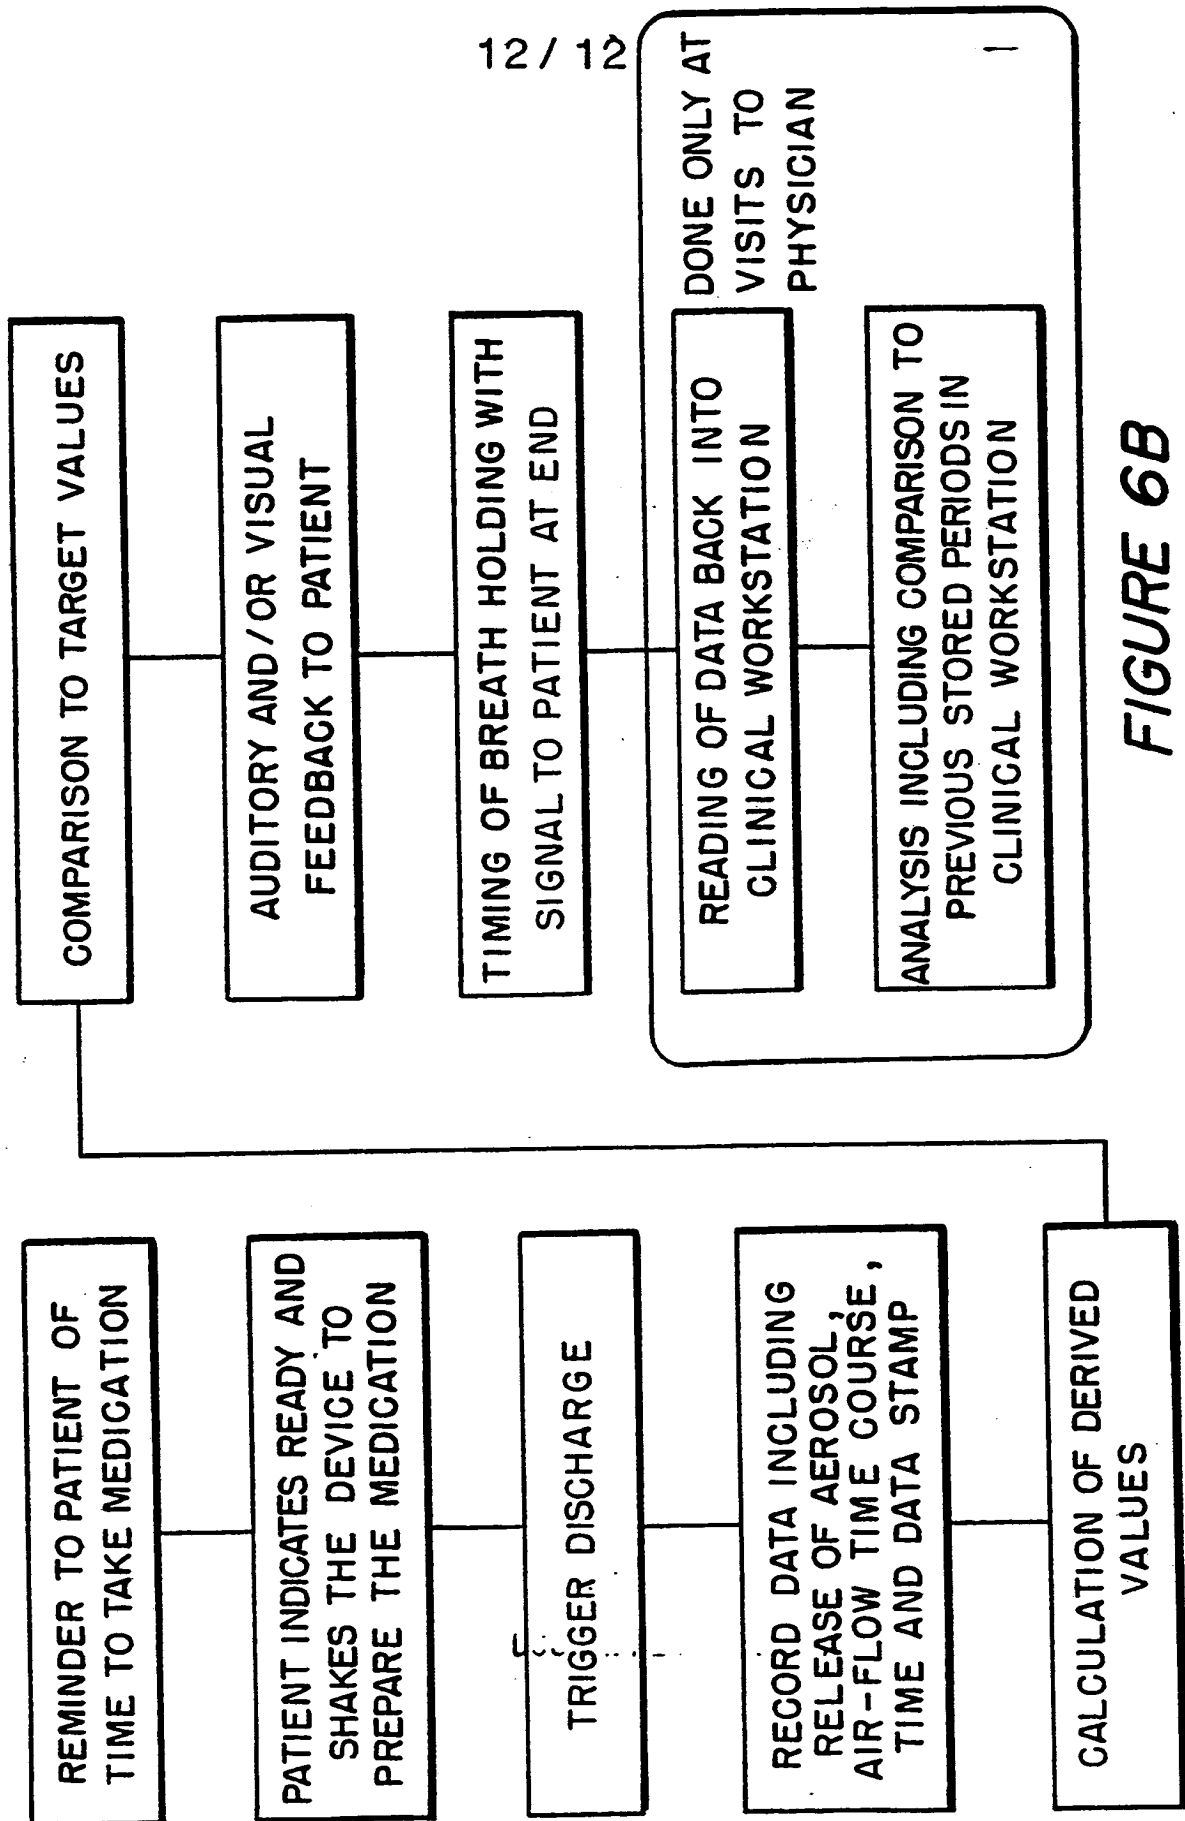 12/12
REMINDER TO PATIENT OF
TIME TO TAKE MEDICATION
PATIENT INDICATES READY AND
SHAKES THE DEVICE TO
PREPARE THE MEDICATION
TRIGGER DISCHARGE
RECORD DATA INCLUDING
RELEASE OF AEROSOL,
AIR-FLOW TIME COURSE,
TIME AND DATA STAMP
CALCULATION OF DERIVED
VALUES
COMPARISON TO TARGET VALUES
AUDITORY AND/OR VISUAL
FEEDBACK TO PATIENT
TIMING OF BREATH HOLDING WITH
SIGNAL TO PATIENT AT END
READING OF DATA BACK INTO
CLINICAL WORKSTATION
ANALYSIS INCLUDING COMPARISON TO
PREVIOUS STORED PERIODS IN
CLINICAL WORKSTATION
DONE ONLY AT
VISITS TO
PHYSICIAN
FIGURE 6B